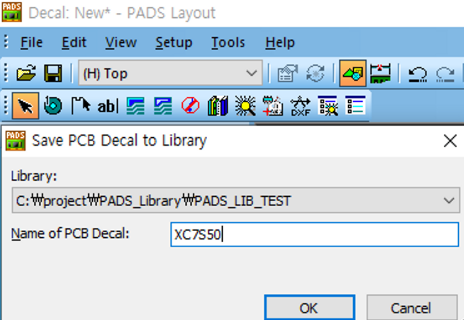 PADS Decal: New* - PADS Layout
File Edit View Setup Tools Help
(H) Top
ab| DXF
PADS Save PCB Decal to Library
Library:
C:₩project₩PADS_Library₩PADS_LIB_TEST
Name of PCB Decal: XC7S50
OK Cancel